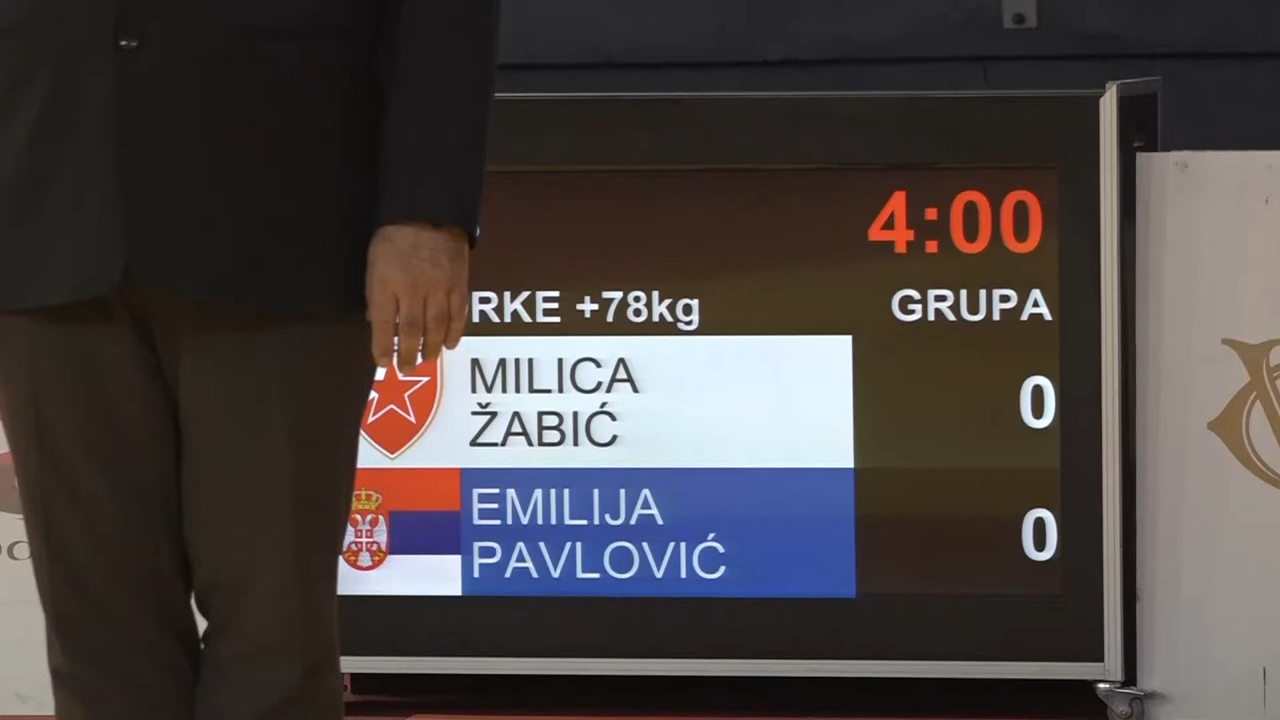 4:00
RKE +78kg GRUPA
MILICA
ŽABIĆ
0
EMILIJA
PAVLOVIĆ
0